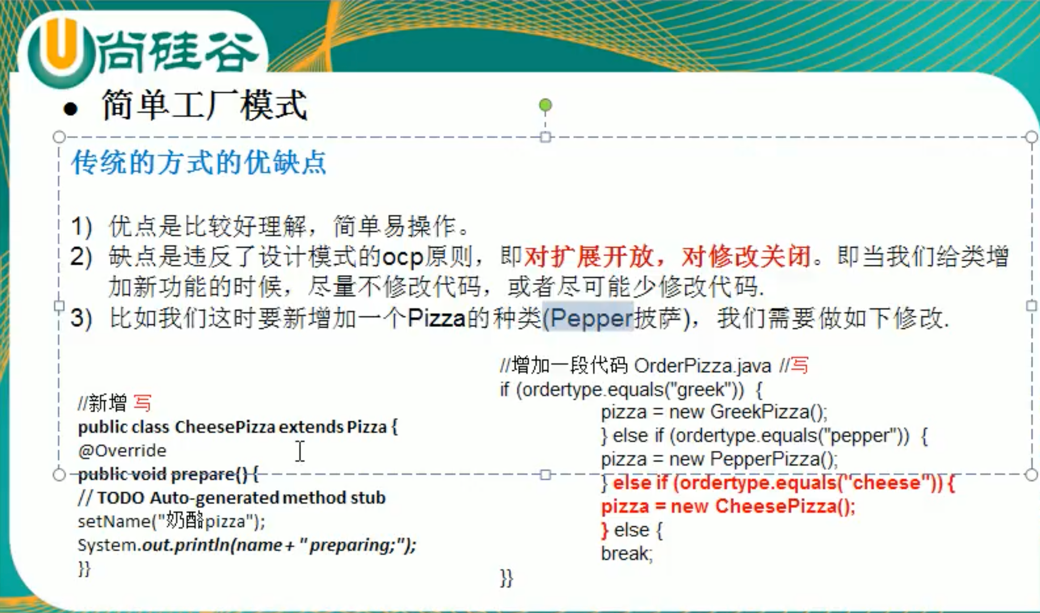 尚硅谷
● 简单工厂模式
传统的方式的优缺点
1) 优点是比较好理解，简单易操作。
2) 缺点是违反了设计模式的ocp原则，即对扩展开放，对修改关闭。即当我们给类增
加新功能的时候，尽量不修改代码，或者尽可能少修改代码.
3) 比如我们这时要新增加一个Pizza的种类(Pepper披萨)，我们需要做如下修改.
//新增 写
public class CheesePizza extends Pizza {
@Override
public void prepare() {
// TODO Auto-generated method stub
setName("奶酪pizza");
System.out.println(name + " preparing;");
}}
//增加一段代码 OrderPizza.java //写
if (ordertype.equals("greek")) {
pizza = new GreekPizza();
} else if (ordertype.equals("pepper")) {
pizza = new PepperPizza();
} else if (ordertype.equals("cheese")) {
pizza = new CheesePizza();
} else {
break;
}}